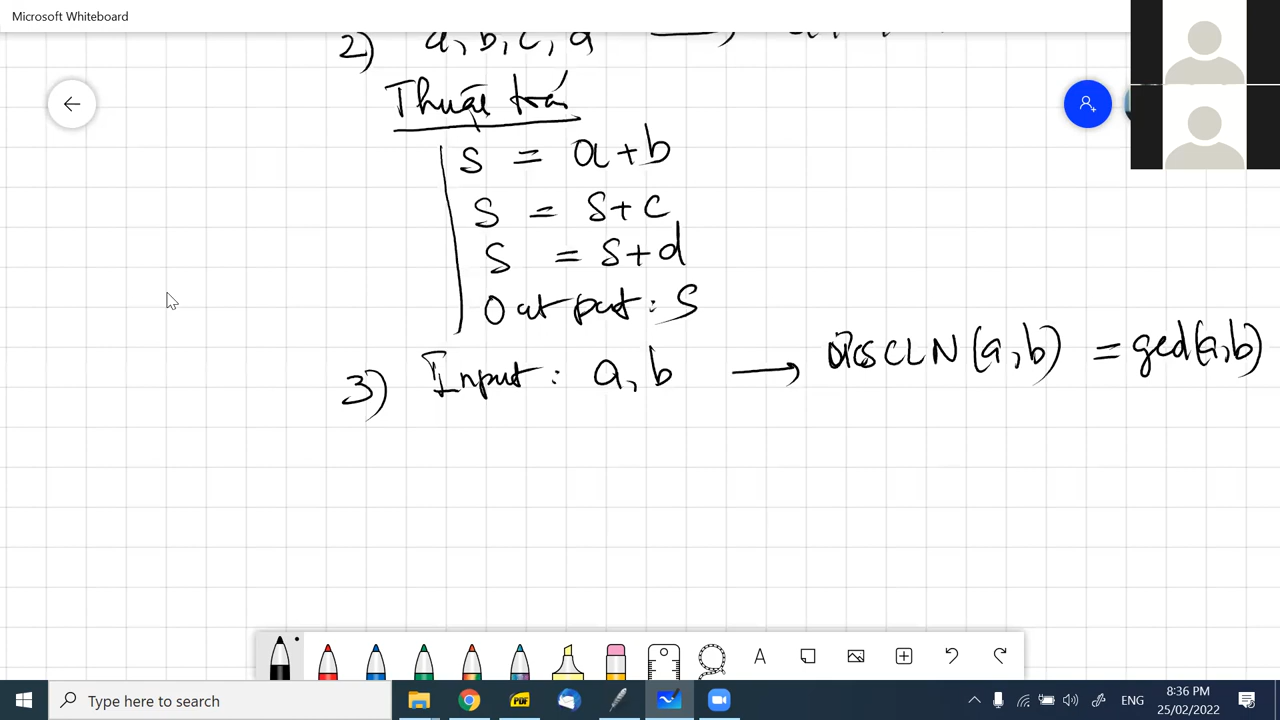 Microsoft Whiteboard
2) a, b, c, d →
Thuật toán
S = a+b
S = S+c
S = S+d
Output: S
3) Input: a, b → ƯCLN(a,b) = gcd(a,b)
A
Type here to search
PDF
ENG
8:36 PM
25/02/2022